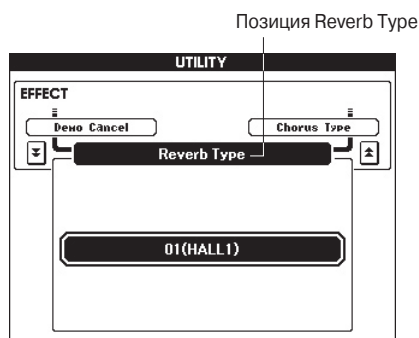 Позиция Reverb Type
UTILITY
EFFECT
Demo Cancel
Chorus Type
Reverb Type
01(HALL1)